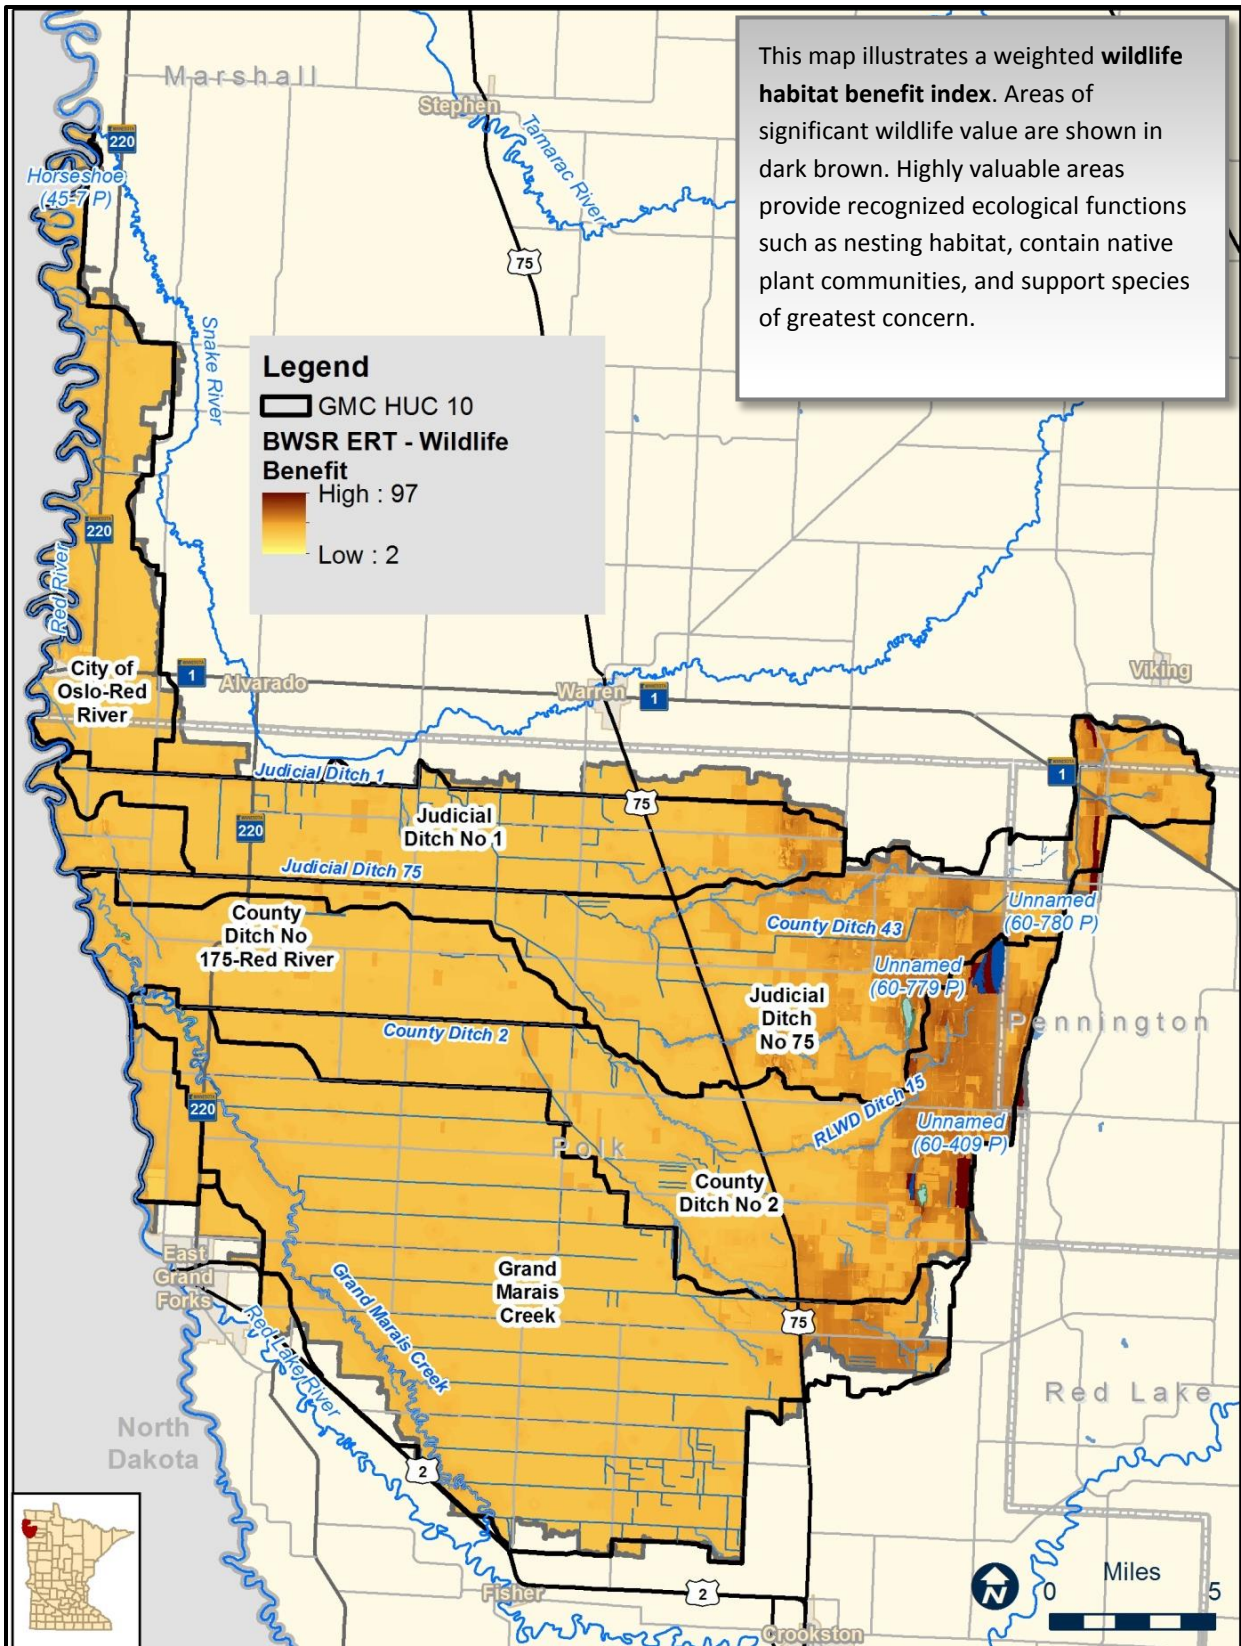 This map illustrates a weighted wildlife
habitat benefit index. Areas of
significant wildlife value are shown in
dark brown. Highly valuable areas
provide recognized ecological functions
such as nesting habitat, contain native
plant communities, and support species
of greatest concern.
Marshall
Stephen
Tamarac River
220
Horseshoe
(45-7 P)
75
Snake River
Legend
GMC HUC 10
BWSR ERT - Wildlife
Benefit
High : 97
Low : 2
220
Red River
City of
Oslo-Red
River
1
Alvarado
Warren
1
Viking
Judicial Ditch 1
1
75
Judicial
Ditch No 1
220
Judicial Ditch 75
County
Ditch No
175-Red River
County Ditch 43
Unnamed
(60-780 P)
Unnamed
(60-779 P)
Judicial
Ditch
No 75
Pennington
County Ditch 2
RLWD Ditch 15
220
Unnamed
(60-409 P)
Polk
County
Ditch No 2
East
Grand
Forks
Grand Marais Creek
Grand
Marais
Creek
Red Lake River
75
Red Lake
North
Dakota
2
N
Miles
0 5
Fisher
2
Crookston